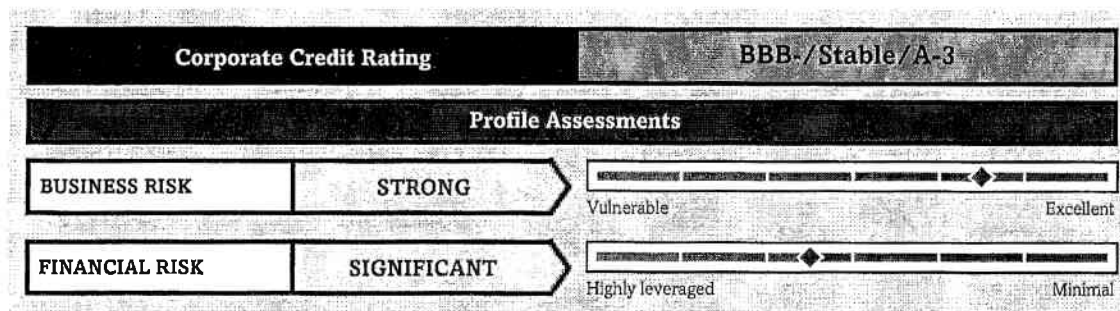 Corporate Credit Rating BBB-/Stable/A-3
Profile Assessments
BUSINESS RISK STRONG
Vulnerable Excellent
FINANCIAL RISK SIGNIFICANT
Highly leveraged Minimal